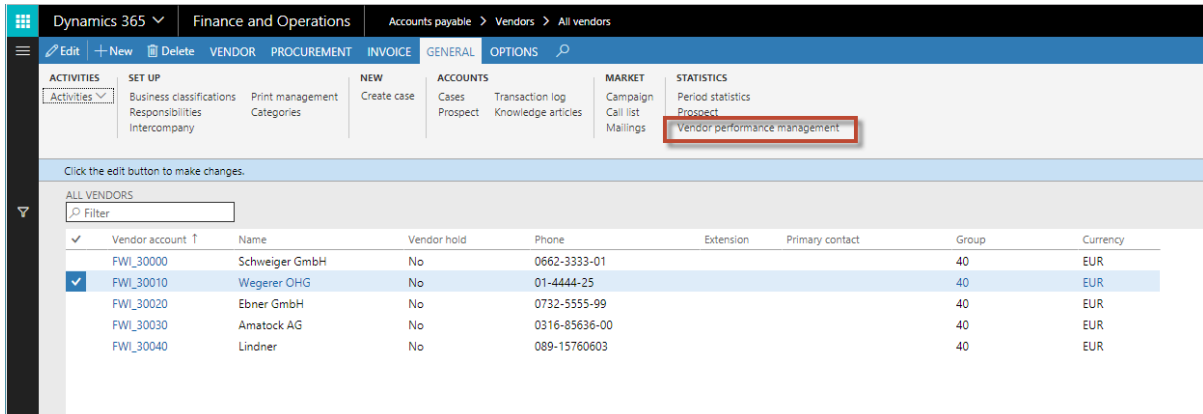 Dynamics 365 Finance and Operations Accounts payable > Vendors > All vendors
Edit + New Delete VENDOR PROCUREMENT INVOICE GENERAL OPTIONS
ACTIVITIES SET UP NEW ACCOUNTS MARKET STATISTICS
Activities Business classifications Print management Create case Cases Transaction log Campaign Period statistics
Responsibilities Categories Prospect Knowledge articles Call list Prospect
Intercompany Mailings Vendor performance management
Click the edit button to make changes.
ALL VENDORS
Filter
Vendor account ↑ Name Vendor hold Phone Extension Primary contact Group Currency
FWI_30000 Schweiger GmbH No 0662-3333-01 40 EUR
FWI_30010 Wegerer OHG No 01-4444-25 40 EUR
FWI_30020 Ebner GmbH No 0732-5555-99 40 EUR
FWI_30030 Amatock AG No 0316-85636-00 40 EUR
FWI_30040 Lindner No 089-15760603 40 EUR